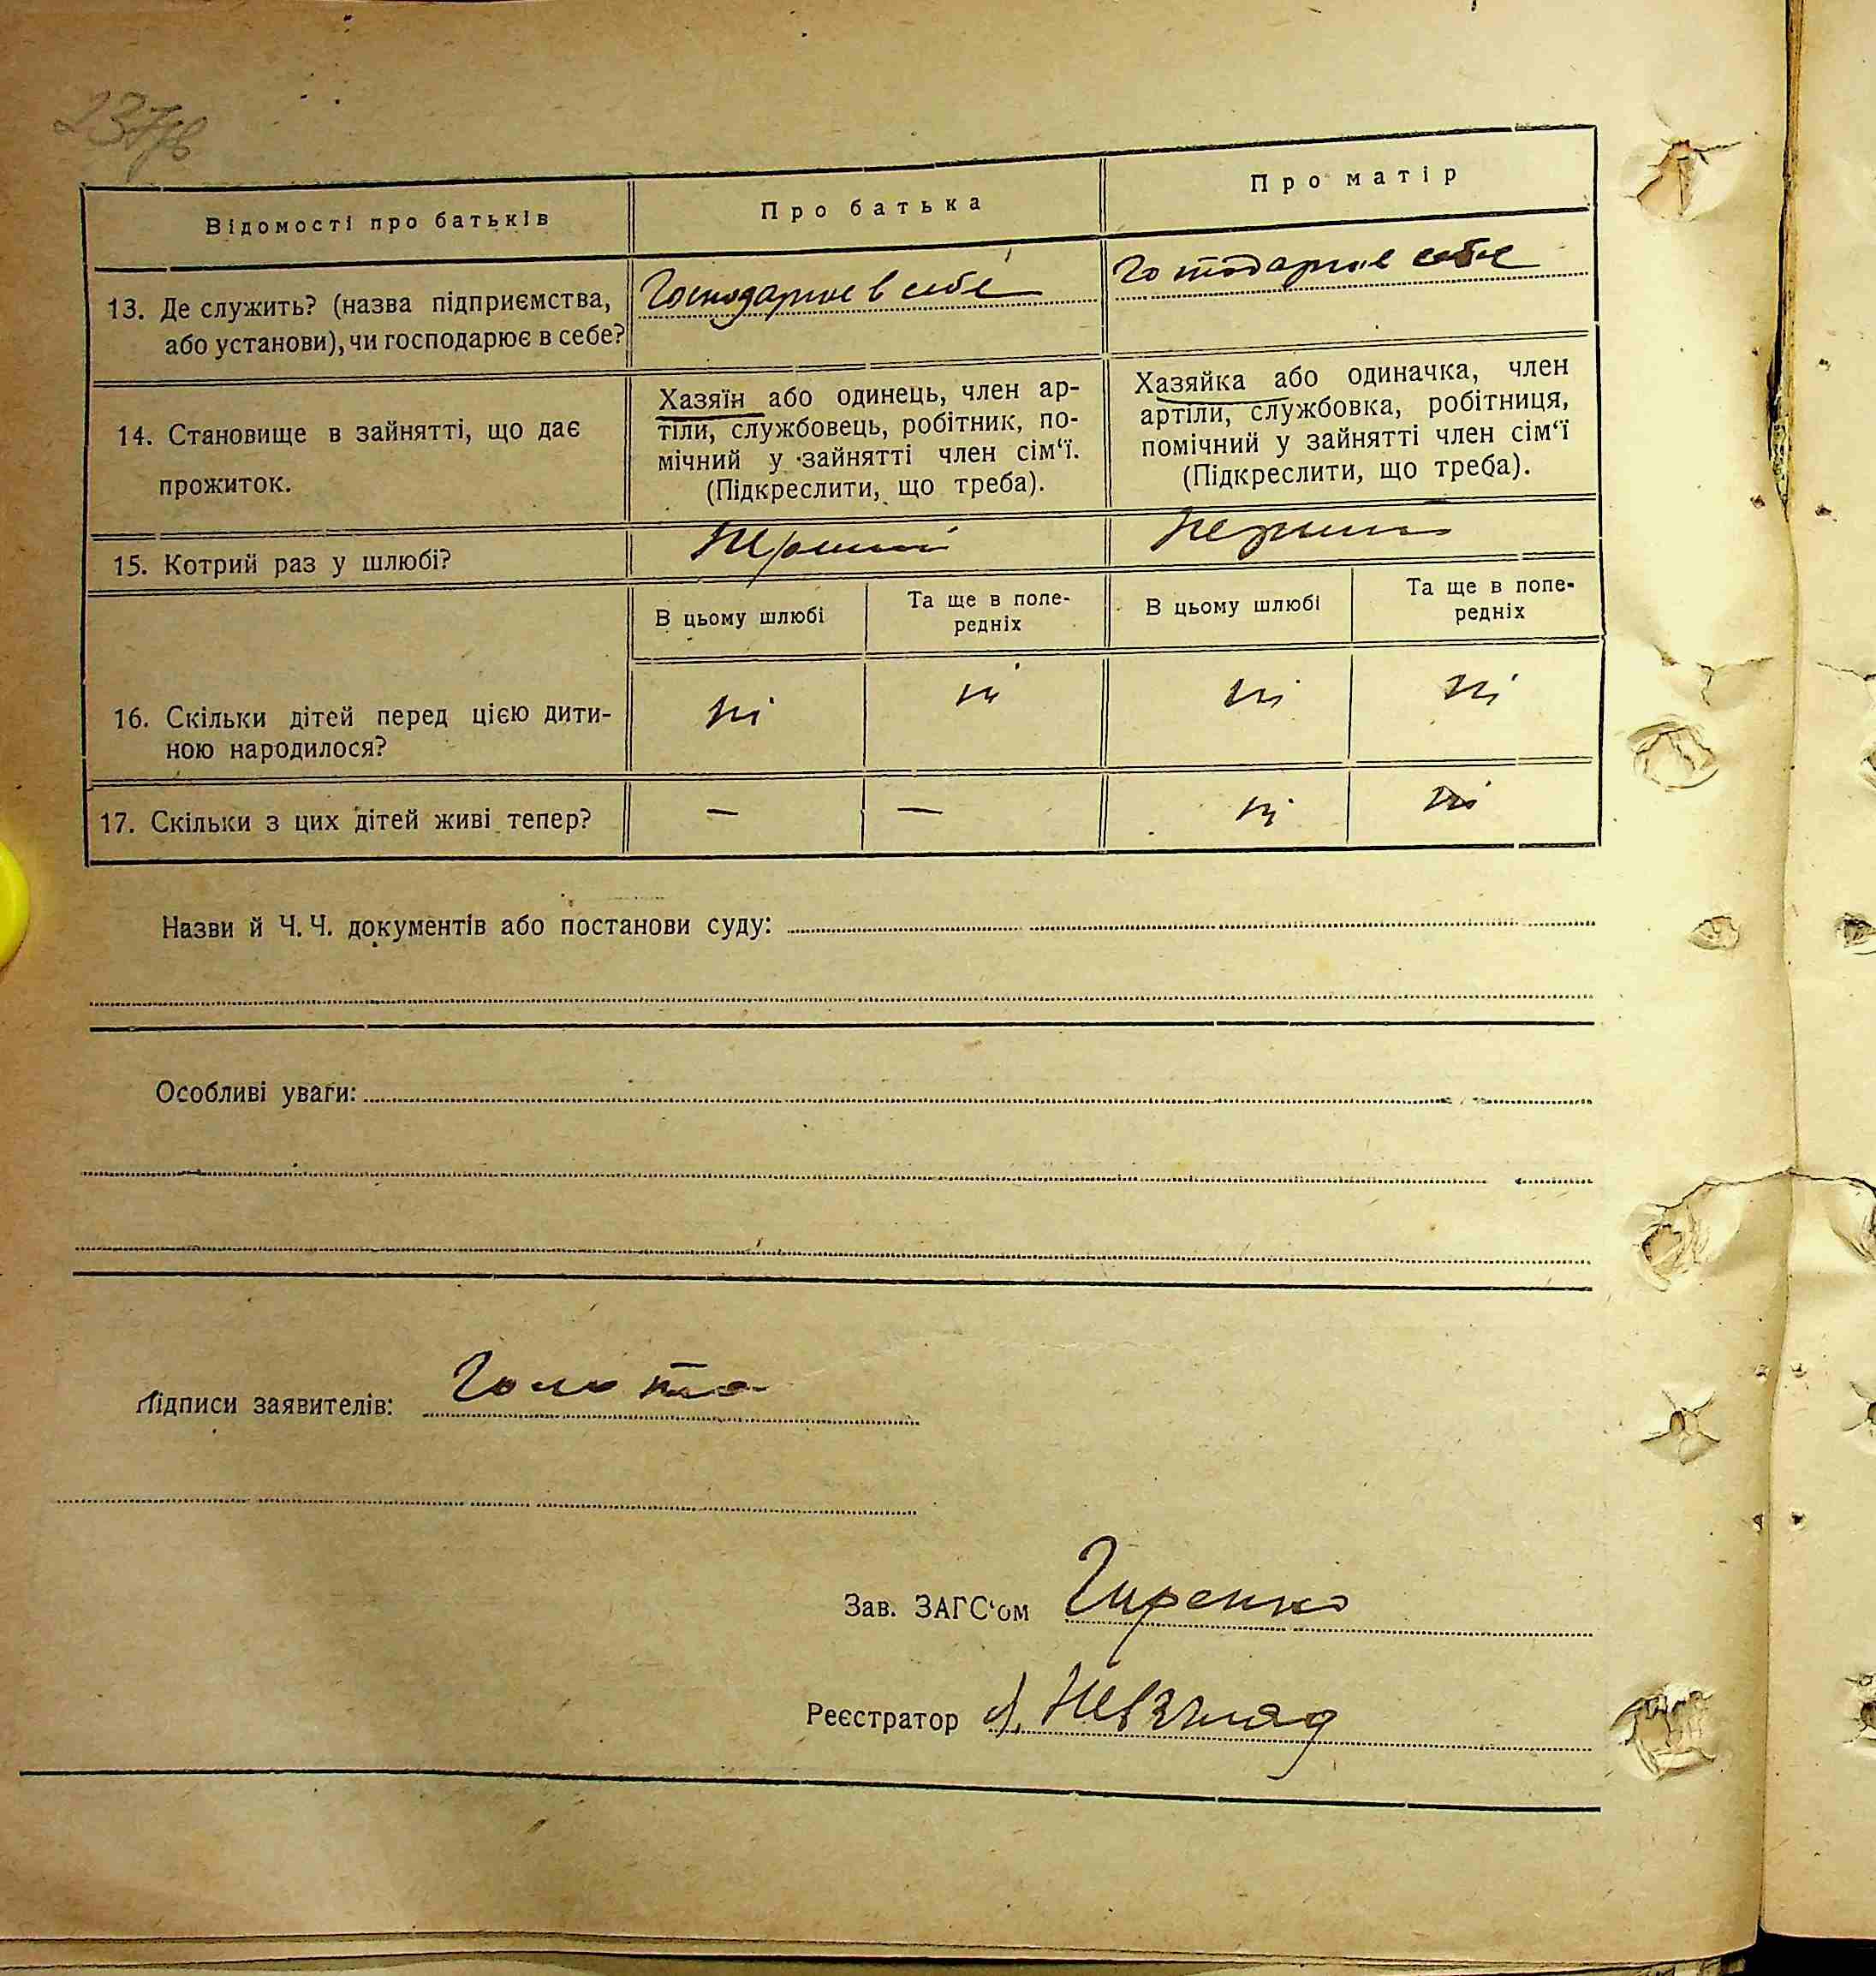 237 зв
Відомості про батьків
Про батька
Про матір
13. Де служить? (назва підприємства,
або установи), чи господарює в себе?
Господарює в себе
Господарює в себе
14. Становище в зайнятті, що дає
прожиток.
Хазяїн або одинець, член ар-
тіли, службовець, робітник, по-
мічний у зайнятті член сім‘ї.
(Підкреслити, що треба).
Хазяйка або одиначка, член
артіли, службовка, робітниця,
помічний у зайнятті член сім‘ї
(Підкреслити, що треба).
15. Котрий раз у шлюбі?
Перший
Перший
В цьому шлюбі
Та ще в попе-
редніх
В цьому шлюбі
Та ще в попе-
редніх
16. Скільки дітей перед цією дити-
ною народилося?
ні
ні
ні
ні
17. Скільки з цих дітей живі тепер?
—
—
ні
ні
Назви й Ч. Ч. документів або постанови суду:
Особливі уваги:
Підписи заявителів:
Голота
Зав. ЗАГС‘ом Гиренко
Реєстратор